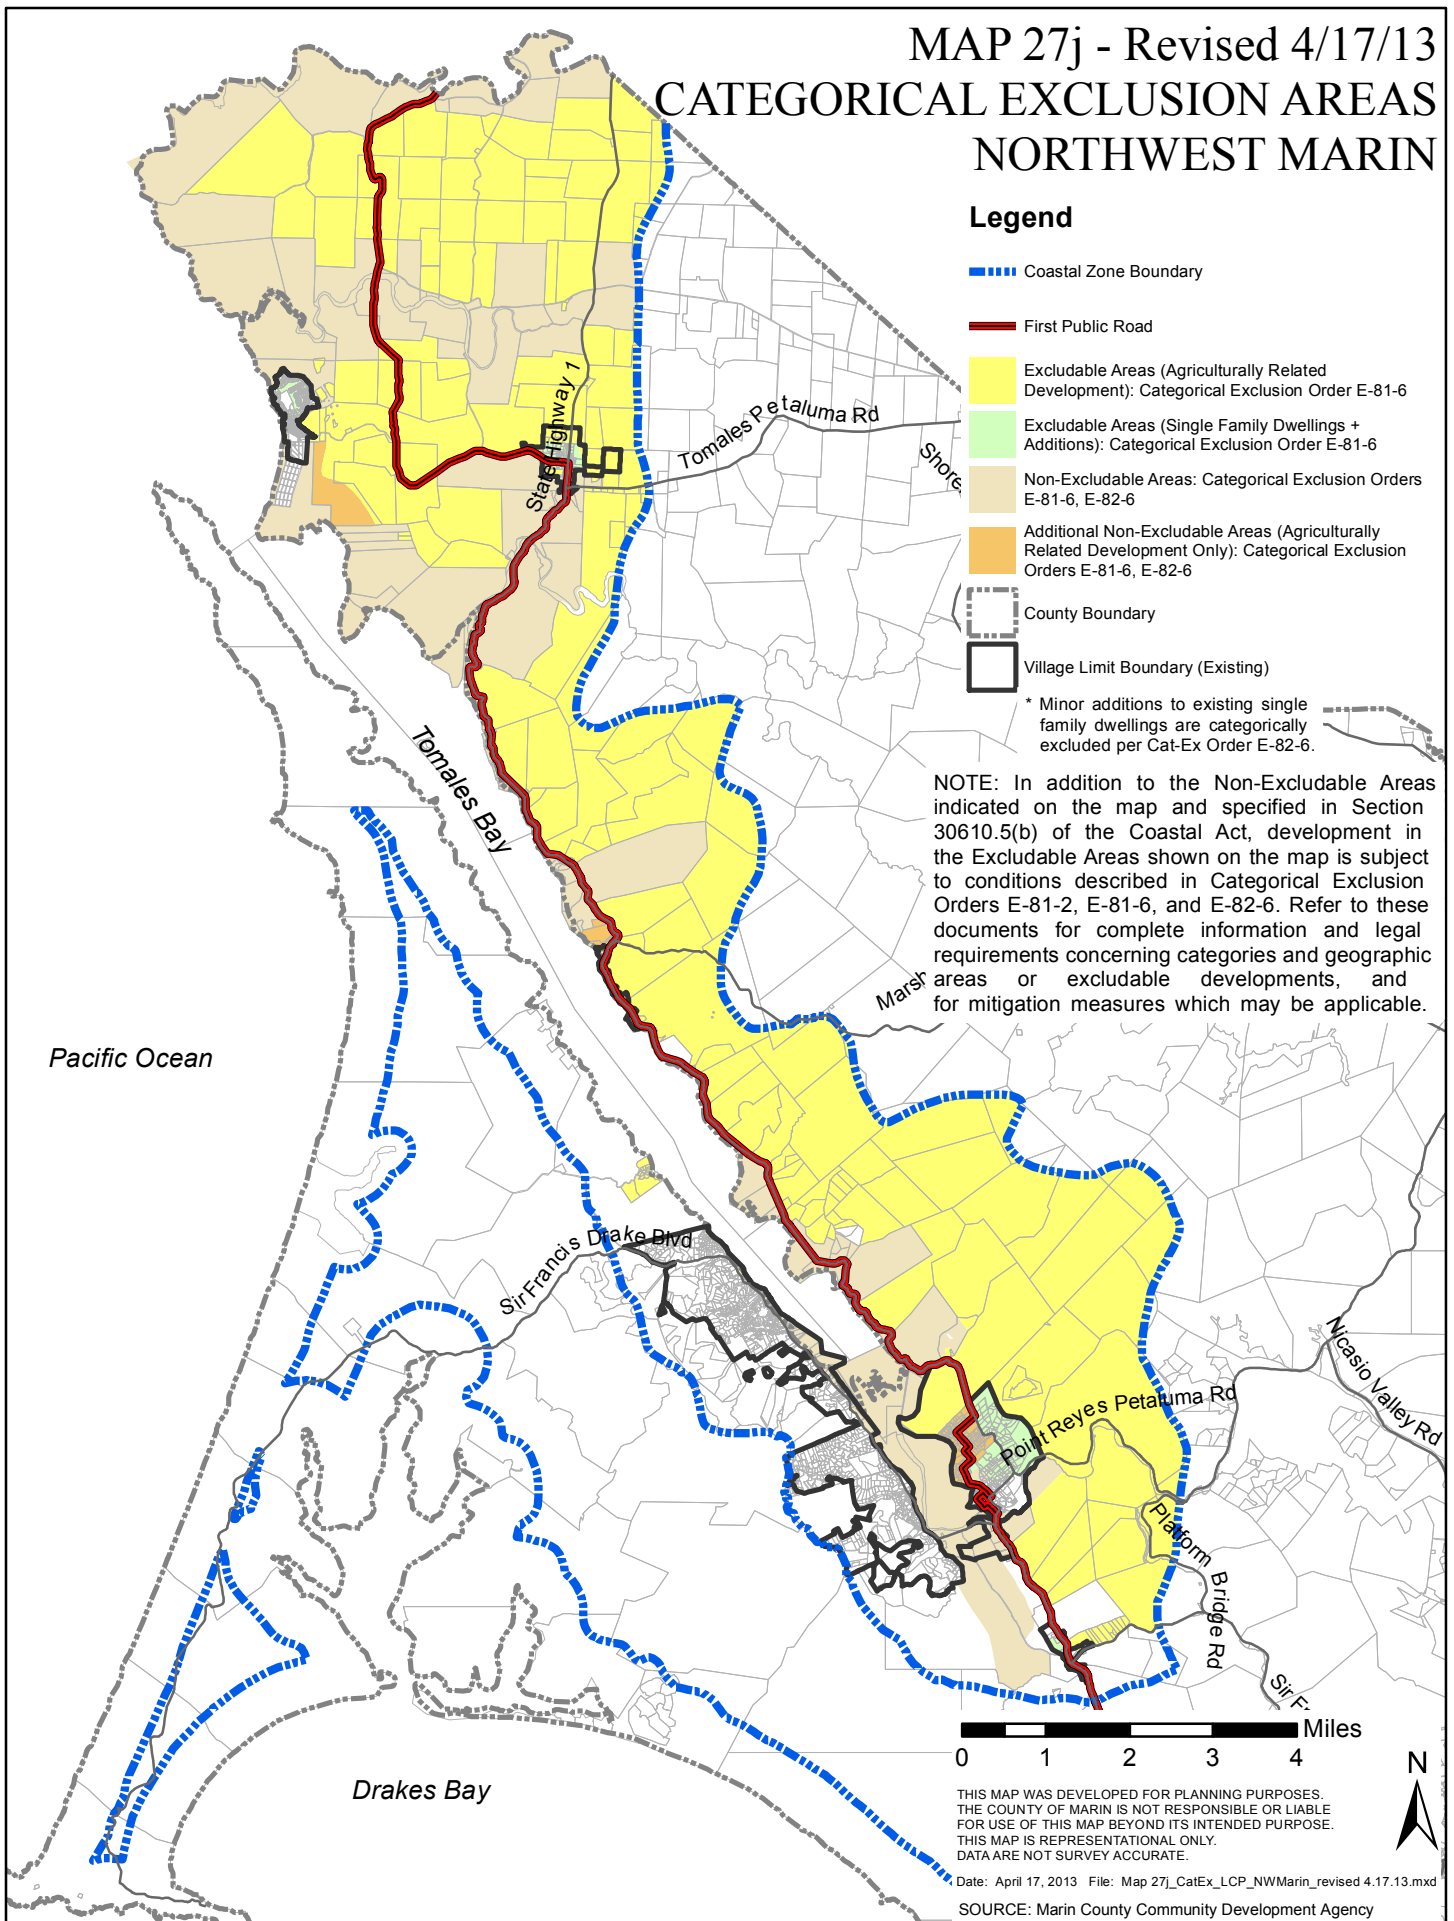 MAP 27j - Revised 4/17/13
CATEGORICAL EXCLUSION AREAS
NORTHWEST MARIN
Legend
Coastal Zone Boundary
First Public Road
Excludable Areas (Agriculturally Related
Development): Categorical Exclusion Order E-81-6
Excludable Areas (Single Family Dwellings +
Additions): Categorical Exclusion Order E-81-6
Non-Excludable Areas: Categorical Exclusion Orders
E-81-6, E-82-6
Additional Non-Excludable Areas (Agriculturally
Related Development Only): Categorical Exclusion
Orders E-81-6, E-82-6
County Boundary
Village Limit Boundary (Existing)
* Minor additions to existing single
family dwellings are categorically
excluded per Cat-Ex Order E-82-6.
NOTE: In addition to the Non-Excludable Areas
indicated on the map and specified in Section
30610.5(b) of the Coastal Act, development in
the Excludable Areas shown on the map is subject
to conditions described in Categorical Exclusion
Orders E-81-2, E-81-6, and E-82-6. Refer to these
documents for complete information and legal
requirements concerning categories and geographic
areas or excludable developments, and
for mitigation measures which may be applicable.
State Highway 1
Tomales Petaluma Rd
Shore
Tomales Bay
Marsh
Pacific Ocean
Sir Francis Drake Blvd
Nicasio Valley Rd
Point Reyes Petaluma Rd
Platform Bridge Rd
Sir Fr
Drakes Bay
Miles
0 1 2 3 4
N
THIS MAP WAS DEVELOPED FOR PLANNING PURPOSES.
THE COUNTY OF MARIN IS NOT RESPONSIBLE OR LIABLE
FOR USE OF THIS MAP BEYOND ITS INTENDED PURPOSE.
THIS MAP IS REPRESENTATIONAL ONLY.
DATA ARE NOT SURVEY ACCURATE.
Date: April 17, 2013 File: Map 27j_CatEx_LCP_NWMarin_revised 4.17.13.mxd
SOURCE: Marin County Community Development Agency